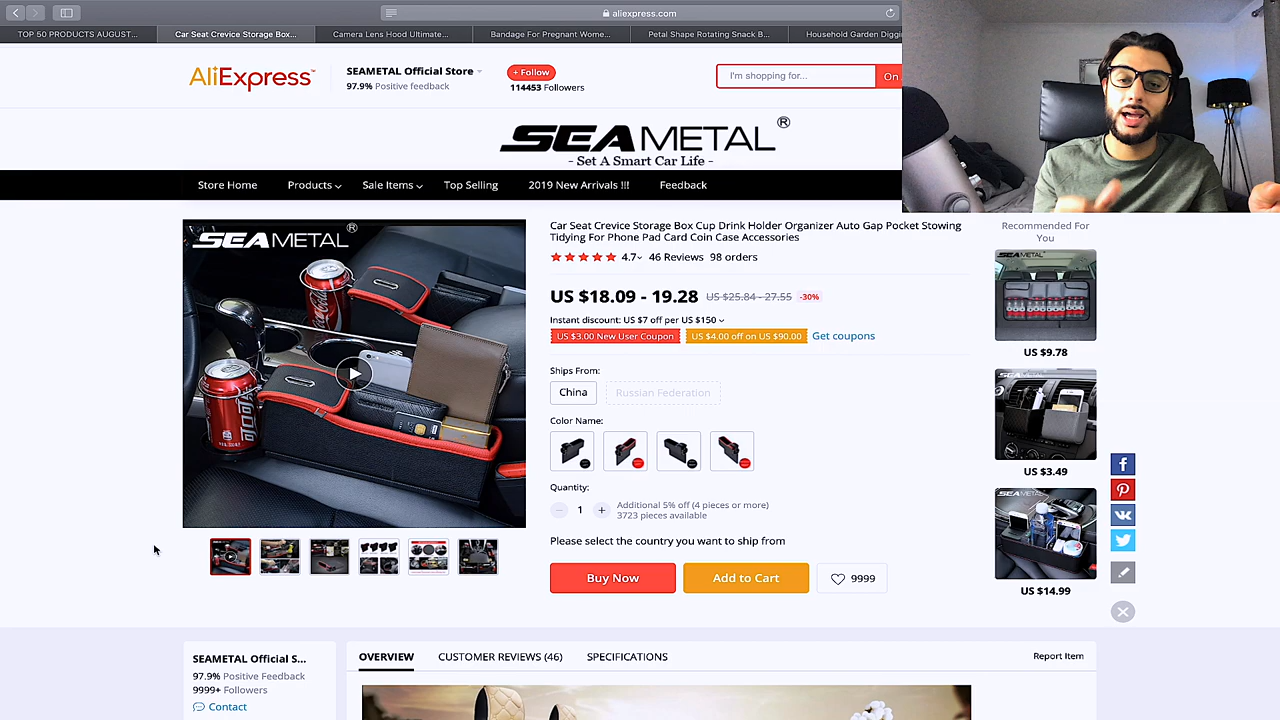 aliexpress.com
TOP 50 PRODUCTS AUGUST...
Car Seat Crevice Storage Box...
Camera Lens Hood Ultimate...
Bandage For Pregnant Wome...
Petal Shape Rotating Snack B...
Household Garden Diggi
AliExpress™
SEAMETAL Official Store
97.9% Positive feedback
+ Follow
114453 Followers
I'm shopping for...
On
SEAMETAL®
- Set A Smart Car Life -
Store Home
Products
Sale Items
Top Selling
2019 New Arrivals !!!
Feedback
SEAMETAL®
Coca-Cola
Car Seat Crevice Storage Box Cup Drink Holder Organizer Auto Gap Pocket Stowing
Tidying For Phone Pad Card Coin Case Accessories
4.7
46 Reviews
98 orders
US $18.09 - 19.28
US $25.84 - 27.55
-30%
Instant discount: US $7 off per US $150
US $3.00 New User Coupon
US $4.00 off on US $90.00
Get coupons
Ships From:
China
Russian Federation
Color Name:
Quantity:
1
Additional 5% off (4 pieces or more)
3723 pieces available
Please select the country you want to ship from
Buy Now
Add to Cart
9999
Recommended For
You
SEAMETAL
US $9.78
SEAMETAL
US $3.49
SEAMETAL
US $14.99
SEAMETAL Official S...
97.9% Positive Feedback
9999+ Followers
Contact
OVERVIEW
CUSTOMER REVIEWS (46)
SPECIFICATIONS
Report Item